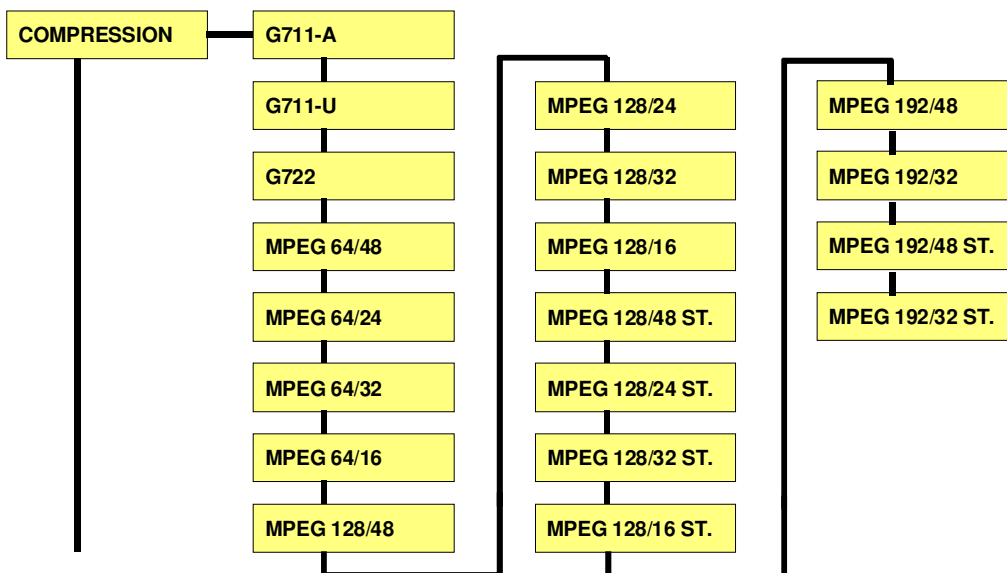 COMPRESSION
G711-A
G711-U
G722
MPEG 64/48
MPEG 64/24
MPEG 64/32
MPEG 64/16
MPEG 128/48
MPEG 128/24
MPEG 128/32
MPEG 128/16
MPEG 128/48 ST.
MPEG 128/24 ST.
MPEG 128/32 ST.
MPEG 128/16 ST.
MPEG 192/48
MPEG 192/32
MPEG 192/48 ST.
MPEG 192/32 ST.